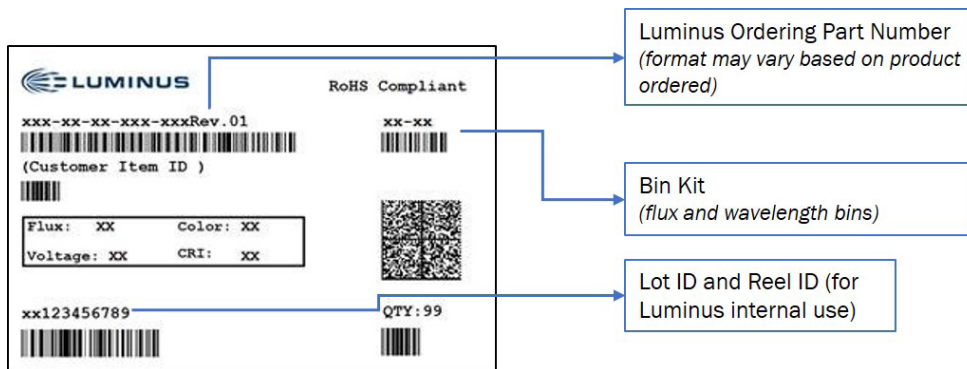 LUMINUS
RoHS Compliant
xxx-xx-xx-xxx-xxxRev.01
xx-xx
(Customer Item ID )
Flux: XX
Color: XX
Voltage: XX
CRI: XX
xx123456789
QTY:99
Luminus Ordering Part Number
(format may vary based on product
ordered)
Bin Kit
(flux and wavelength bins)
Lot ID and Reel ID (for
Luminus internal use)